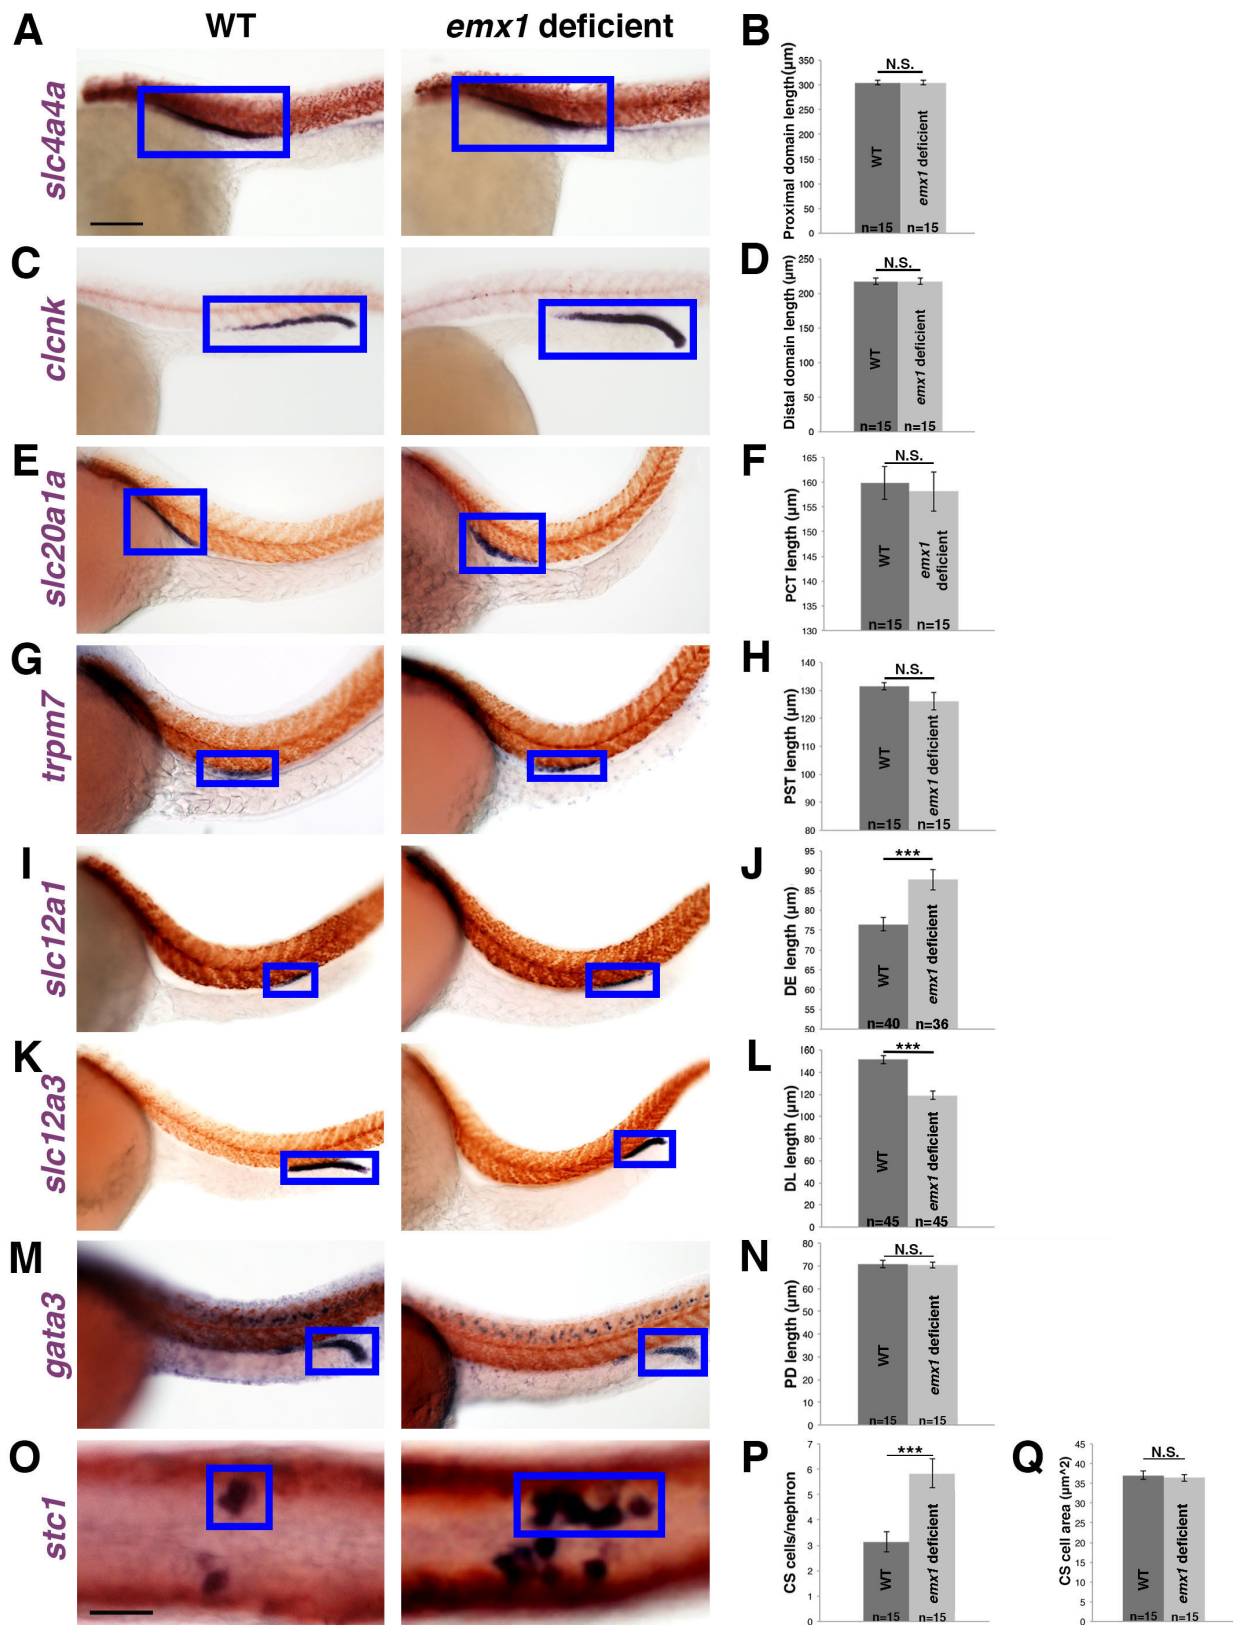 A
WT
emx1 deficient
slc4a4a
B
Proximal domain length(µm)
350
300
250
200
150
100
50
0
N.S.
WT
emx1 deficient
n=15 n=15
C
clcnk
D
Distal domain length (µm)
250
200
150
100
50
0
N.S.
WT
emx1 deficient
n=15 n=15
E
slc20a1a
F
PCT length (µm)
165
160
155
150
145
140
135
130
N.S.
WT
emx1
deficient
n=15 n=15
G
trpm7
H
PST length (µm)
140
130
120
110
100
90
80
N.S.
WT
emx1 deficient
n=15 n=15
I
slc12a1
J
DE length (µm)
95
90
85
80
75
70
65
60
55
50
***
WT
emx1 deficient
n=40 n=36
K
slc12a3
L
DL length (µm)
160
140
120
100
80
60
40
20
0
***
WT
emx1 deficient
n=45 n=45
M
gata3
N
PD length (µm)
80
70
60
50
40
30
20
10
0
N.S.
WT
emx1 deficient
n=15 n=15
O
stc1
P
CS cells/nephron
7
6
5
4
3
2
1
0
***
WT
emx1 deficient
n=15 n=15
Q
CS cell area (µm^2)
45
40
35
30
25
20
15
10
5
0
N.S.
WT
emx1 deficient
n=15 n=15